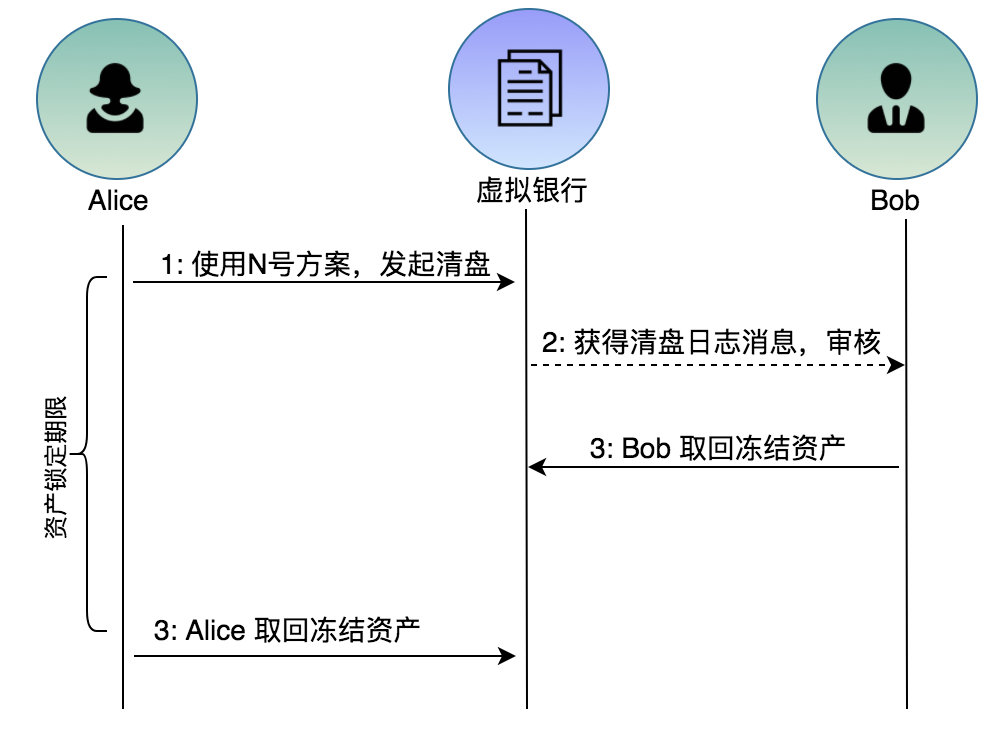 Alice
虚拟银行
Bob
1: 使用N号方案，发起清盘
2: 获得清盘日志消息，审核
3: Bob 取回冻结资产
资产锁定期限
3: Alice 取回冻结资产